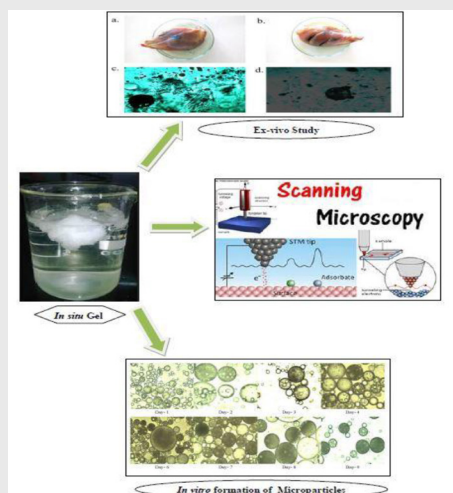 a.
b.
c.
d.
Ex-vivo Study
Scanning
Microscopy
STM tip
Adsorbate
e⁻
Surface
In situ Gel
Day-1
Day-2
Day-3
Day-4
Day-6
Day-7
Day-8
Day-9
In vitro formation of Microparticles